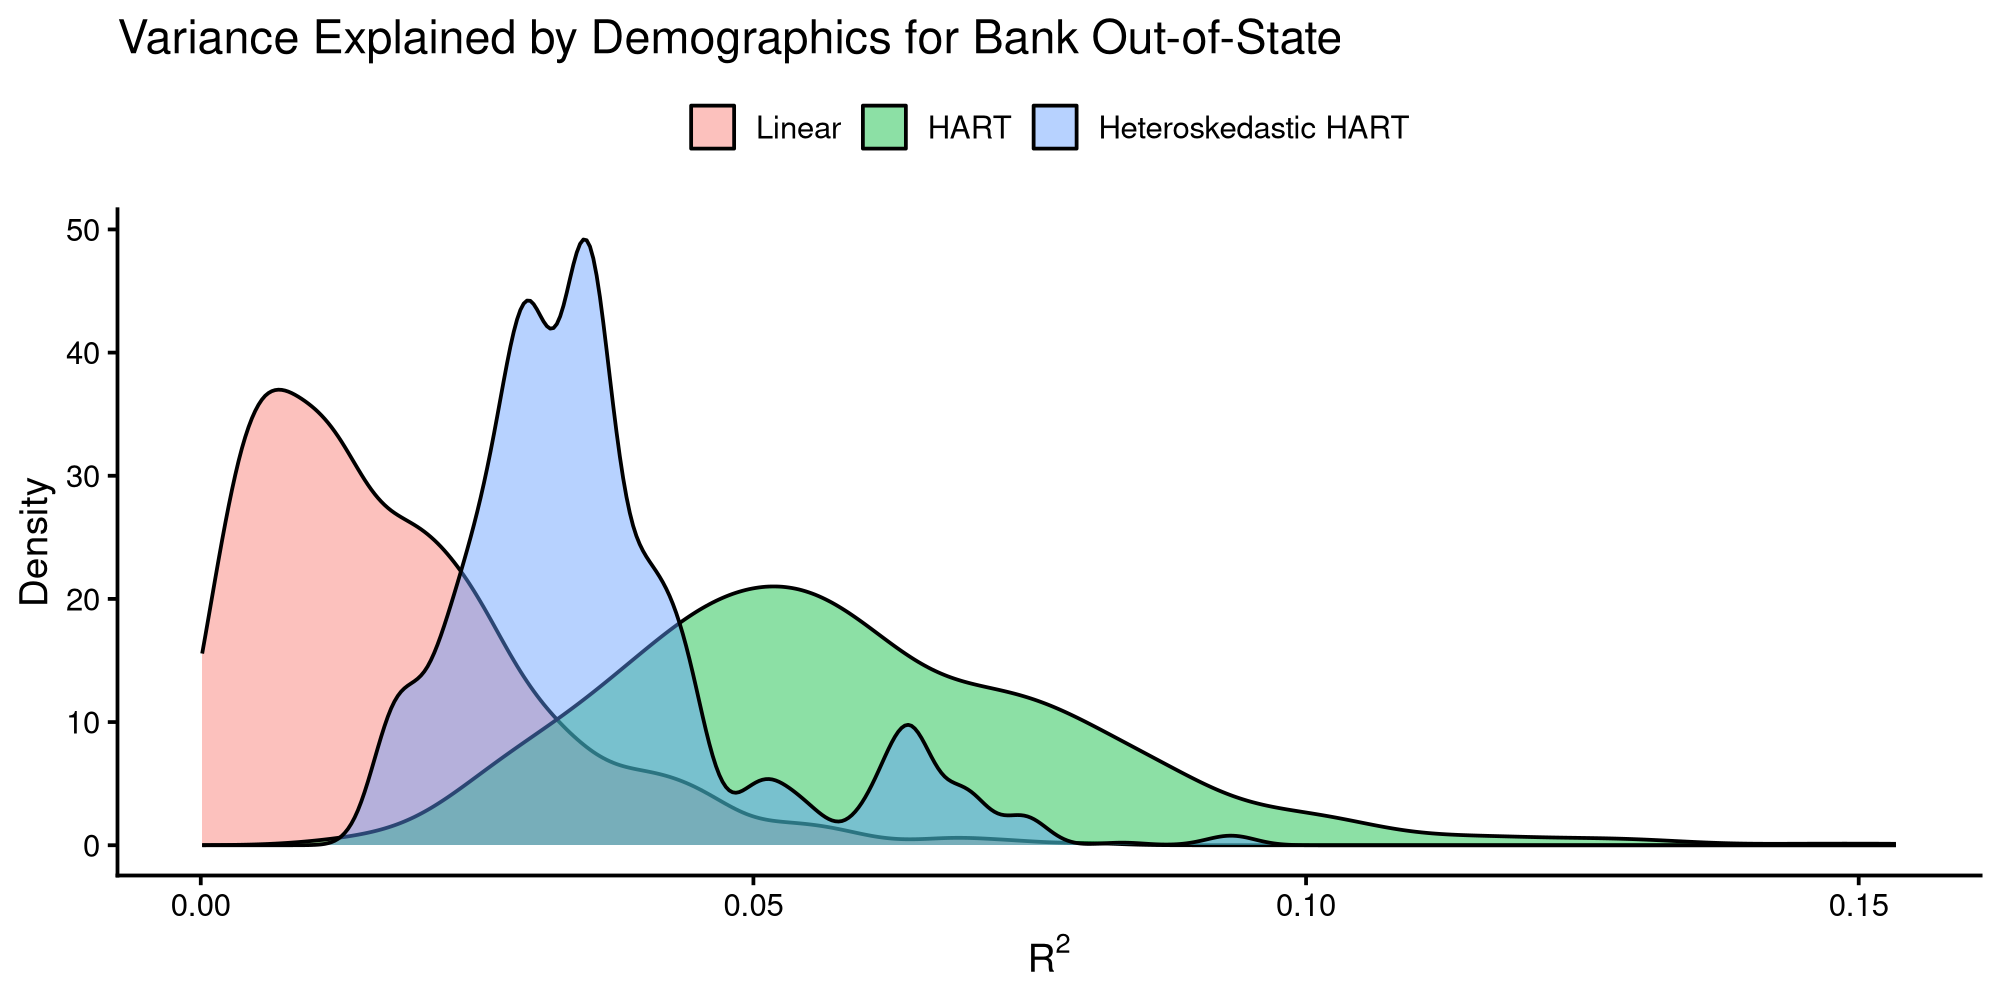 Variance Explained by Demographics for Bank Out-of-State
Linear HART Heteroskedastic HART
50
40
30
20
10
0
Density
0.00 0.05 0.10 0.15
R²